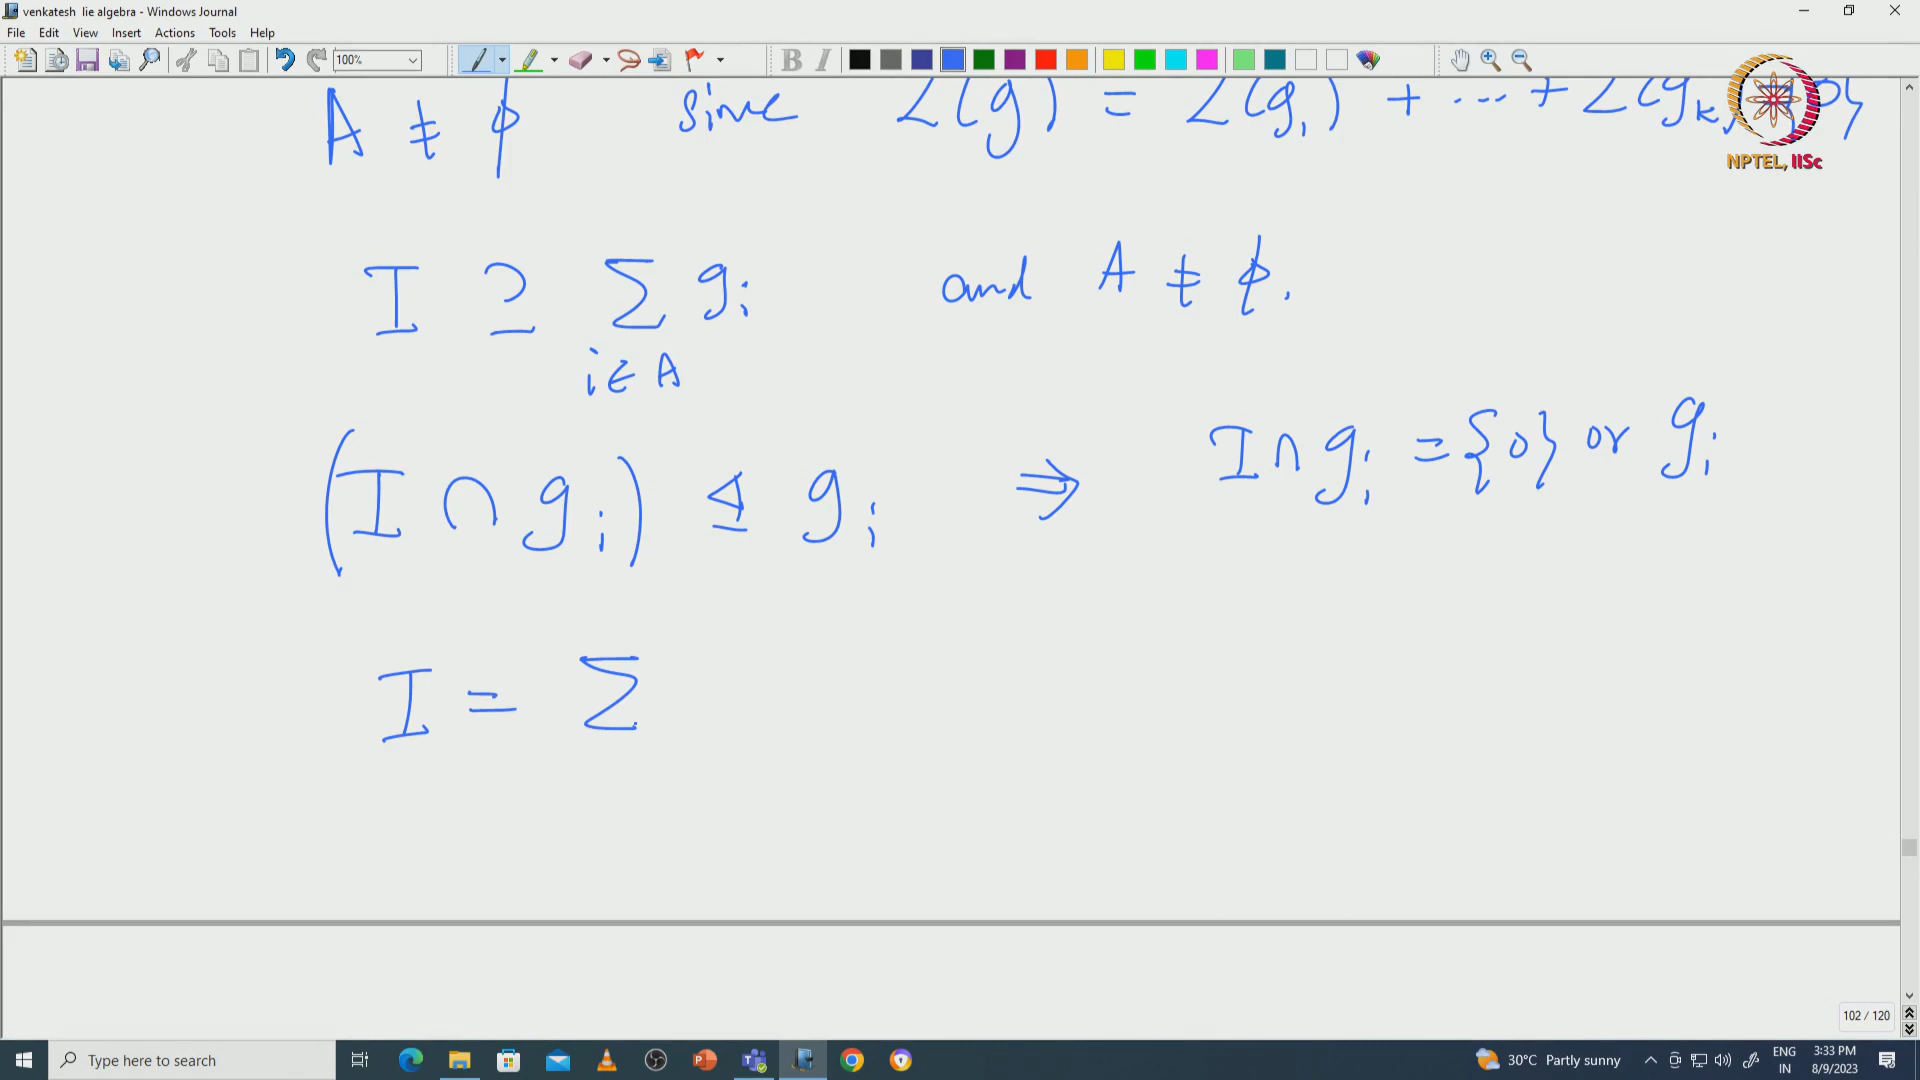 venkatesh lie algebra - Windows Journal
File Edit View Insert Actions Tools Help
100% B I
A ≠ ϕ since Z(g) = Z(g₁) + ... + Z(gₖ)
NPTEL, IISc
I ⊇ ∑ gᵢ and A ≠ ϕ.
i ∈ A
(I ∩ gᵢ) ⊴ gᵢ ⇒ I ∩ gᵢ = {0} or gᵢ
I = ∑
102 / 120
Type here to search
30°C Partly sunny
ENG
IN
3:33 PM
8/9/2023